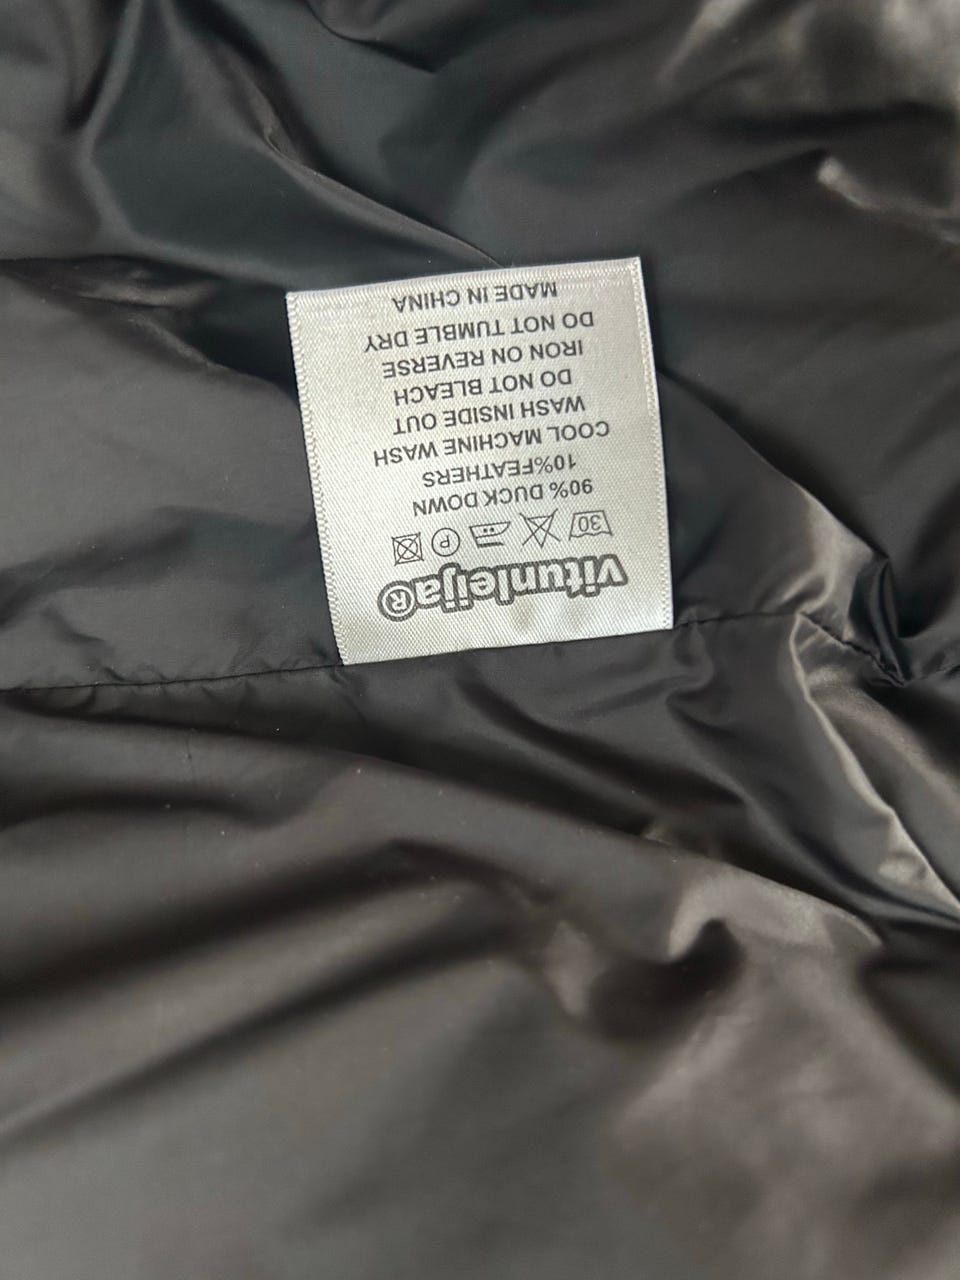 vitunleija®
30 P
90% DUCK DOWN
10%FEATHERS
COOL MACHINE WASH
WASH INSIDE OUT
DO NOT BLEACH
IRON ON REVERSE
DO NOT TUMBLE DRY
MADE IN CHINA